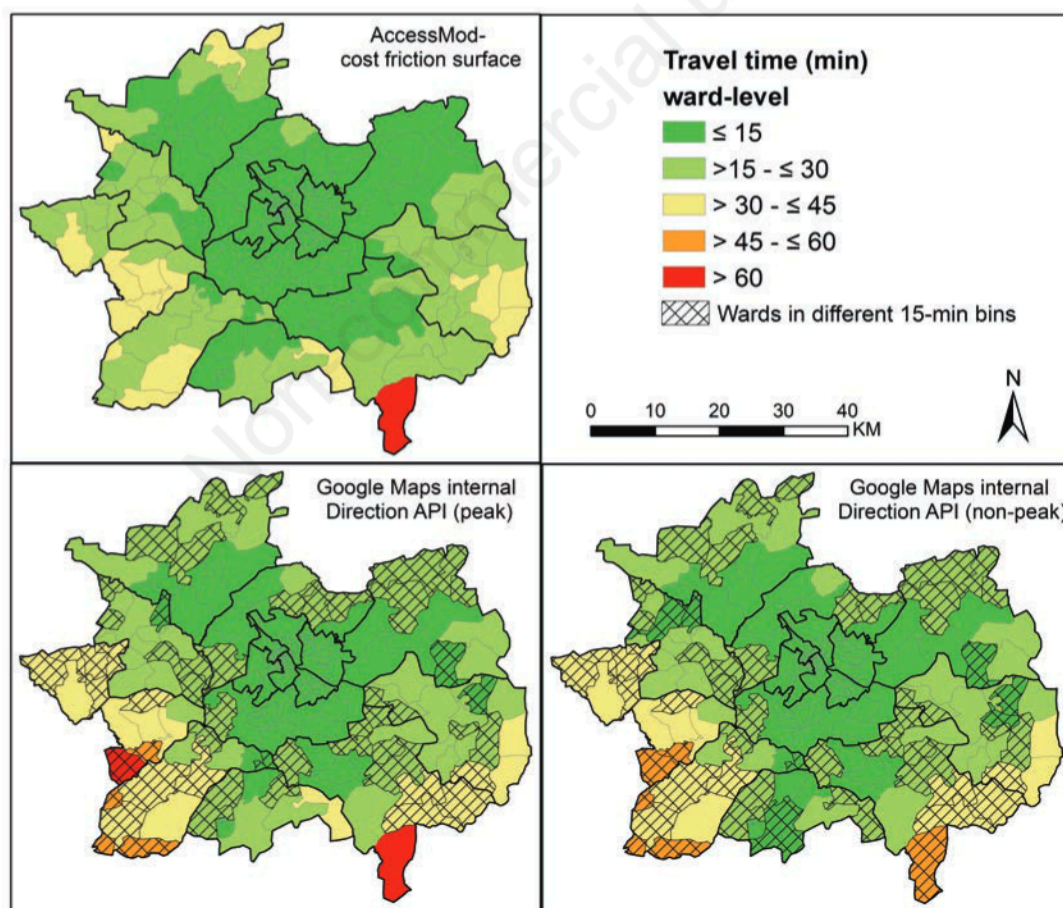 AccessMod-
cost friction surface
Travel time (min)
ward-level
≤ 15
>15 - ≤ 30
> 30 - ≤ 45
> 45 - ≤ 60
> 60
Wards in different 15-min bins
N
0 10 20 30 40
KM
Google Maps internal
Direction API (peak)
Google Maps internal
Direction API (non-peak)
Non-commercial u